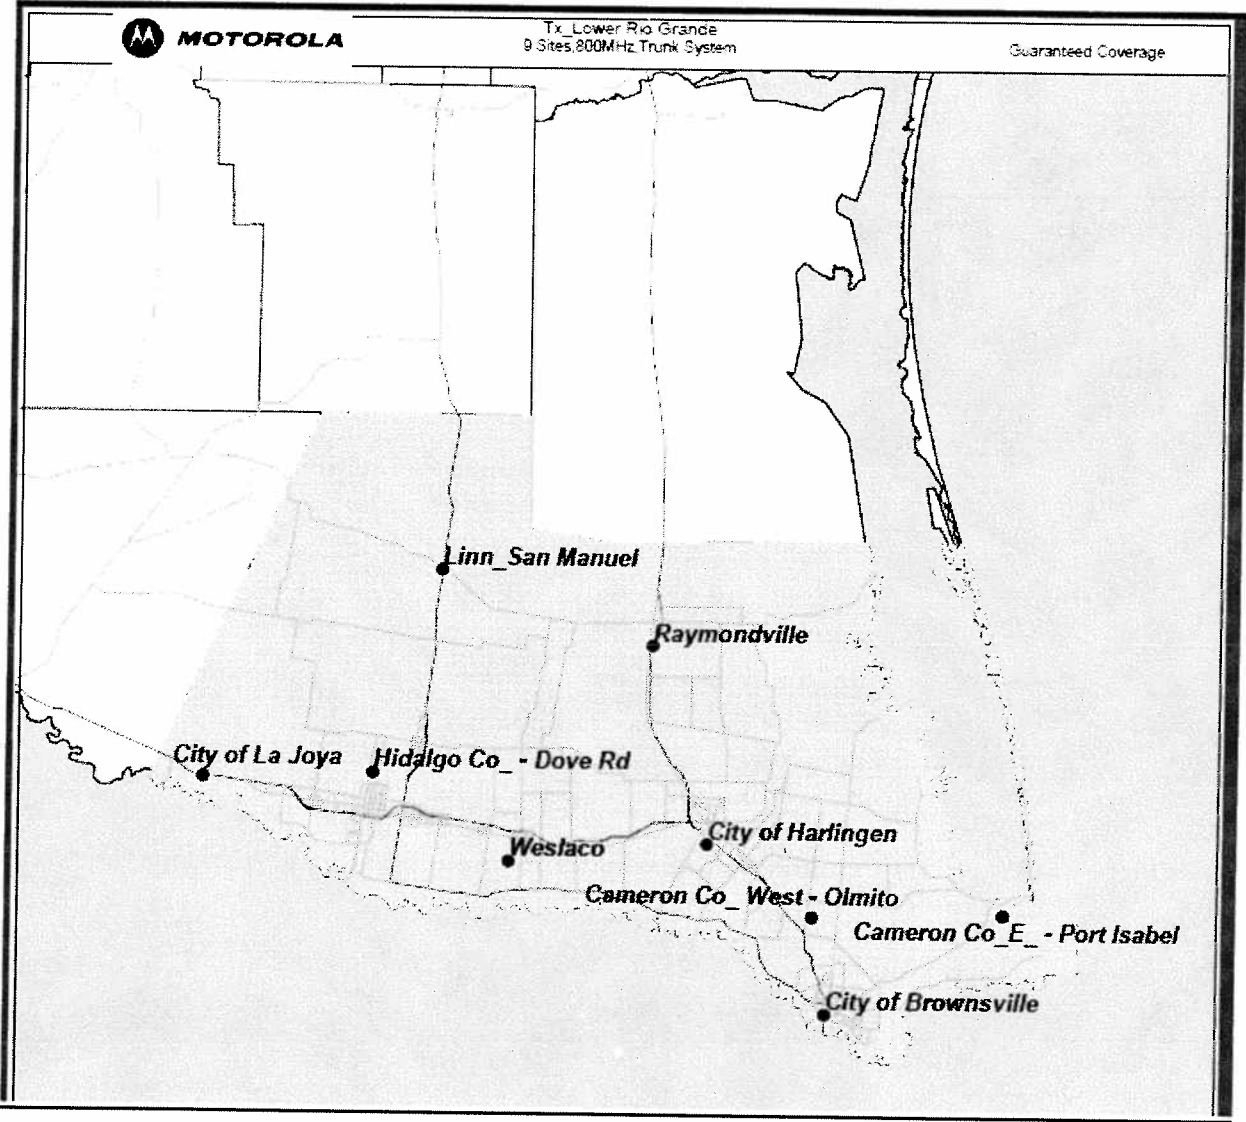 MOTOROLA
Tx_Lower Rio Grande
9 Sites,800MHz Trunk System
Guaranteed Coverage
Linn_San Manuel
Raymondville
City of La Joya
Hidalgo Co_ - Dove Rd
City of Harlingen
Weslaco
Cameron Co_ West - Olmito
Cameron Co_E_ - Port Isabel
City of Brownsville